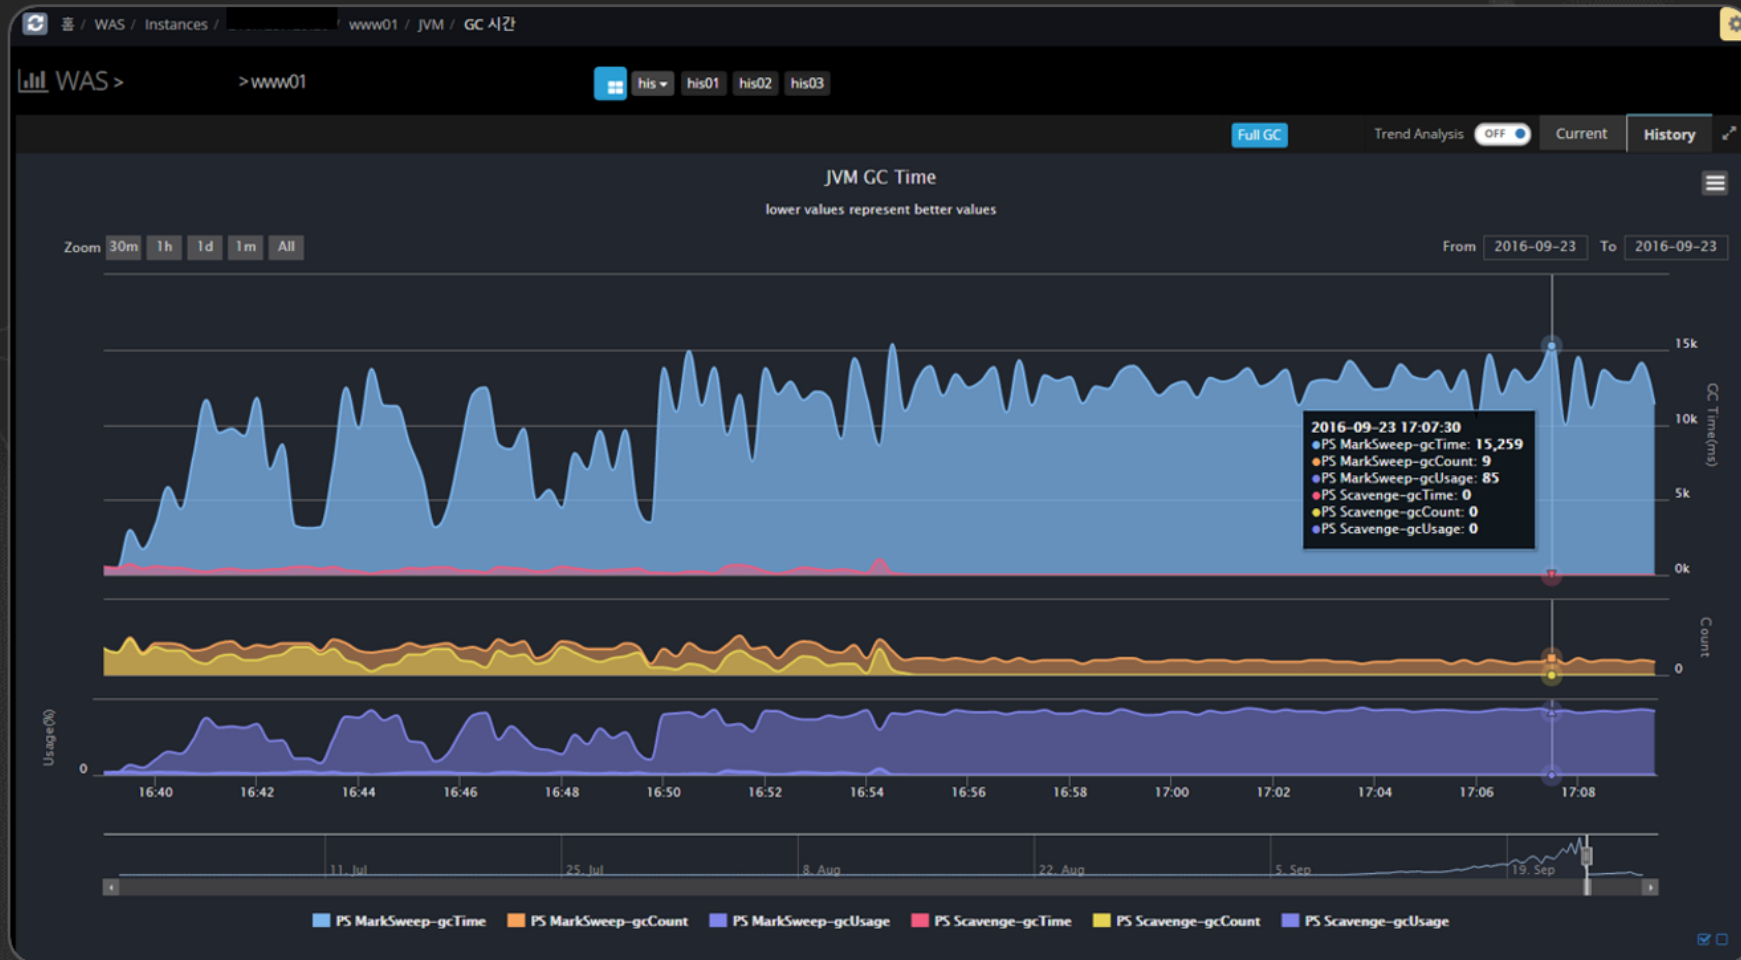 홈 / WAS / Instances / / www01 / JVM / GC 시간
WAS > > www01
his his01 his02 his03
Full GC Trend Analysis OFF Current History
JVM GC Time
lower values represent better values
Zoom 30m 1h 1d 1m All From 2016-09-23 To 2016-09-23
15k
10k
5k
0k
GC Time(ms)
2016-09-23 17:07:30
PS MarkSweep-gcTime: 15,259
PS MarkSweep-gcCount: 9
PS MarkSweep-gcUsage: 85
PS Scavenge-gcTime: 0
PS Scavenge-gcCount: 0
PS Scavenge-gcUsage: 0
Count
0
Usage(%)
0
16:40 16:42 16:44 16:46 16:48 16:50 16:52 16:54 16:56 16:58 17:00 17:02 17:04 17:06 17:08
11. Jul 25. Jul 8. Aug 22. Aug 5. Sep 19. Sep
PS MarkSweep-gcTime PS MarkSweep-gcCount PS MarkSweep-gcUsage PS Scavenge-gcTime PS Scavenge-gcCount PS Scavenge-gcUsage